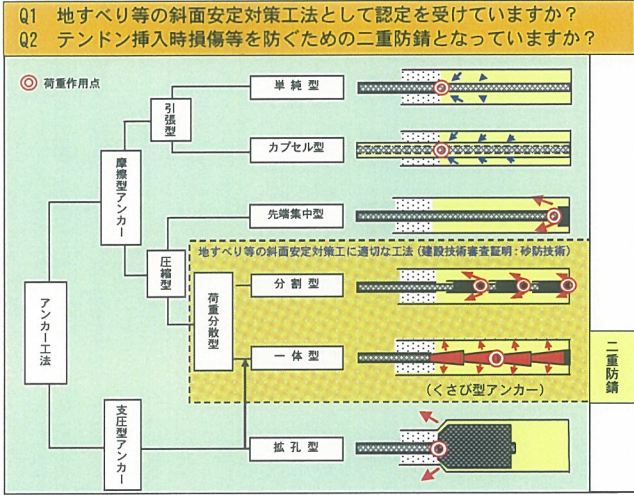 Q1 地すべり等の斜面安定対策工法として認定を受けていますか？
Q2 テンドン挿入時損傷等を防ぐための二重防錆となっていますか？
荷重作用点
単純型
引張型
カプセル型
摩擦型アンカー
先端集中型
圧縮型
地すべり等の斜面安定対策工に適切な工法（建設技術審査証明：砂防技術）
荷重分散型
分割型
アンカー工法
一体型
（くさび型アンカー）
二重防錆
支圧型アンカー
拡孔型